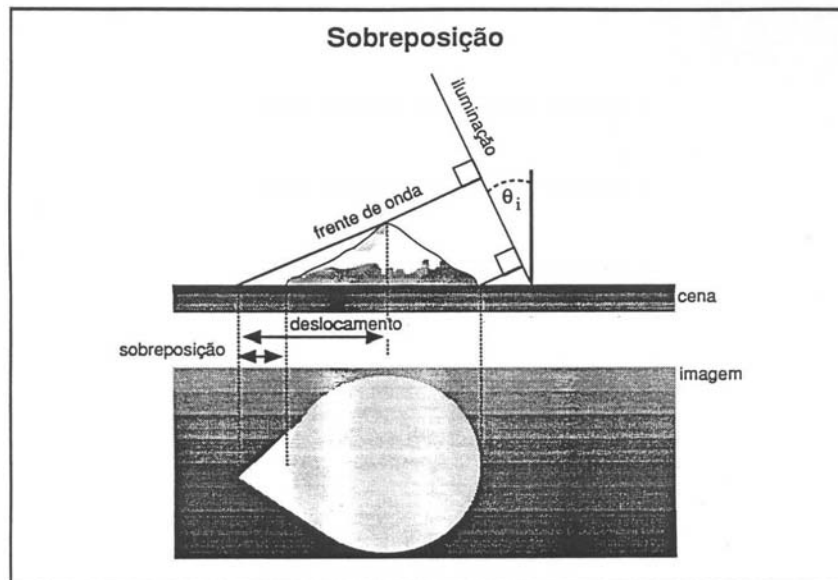 Sobreposição
iluminação
θi
frente de onda
cena
deslocamento
sobreposição
imagem